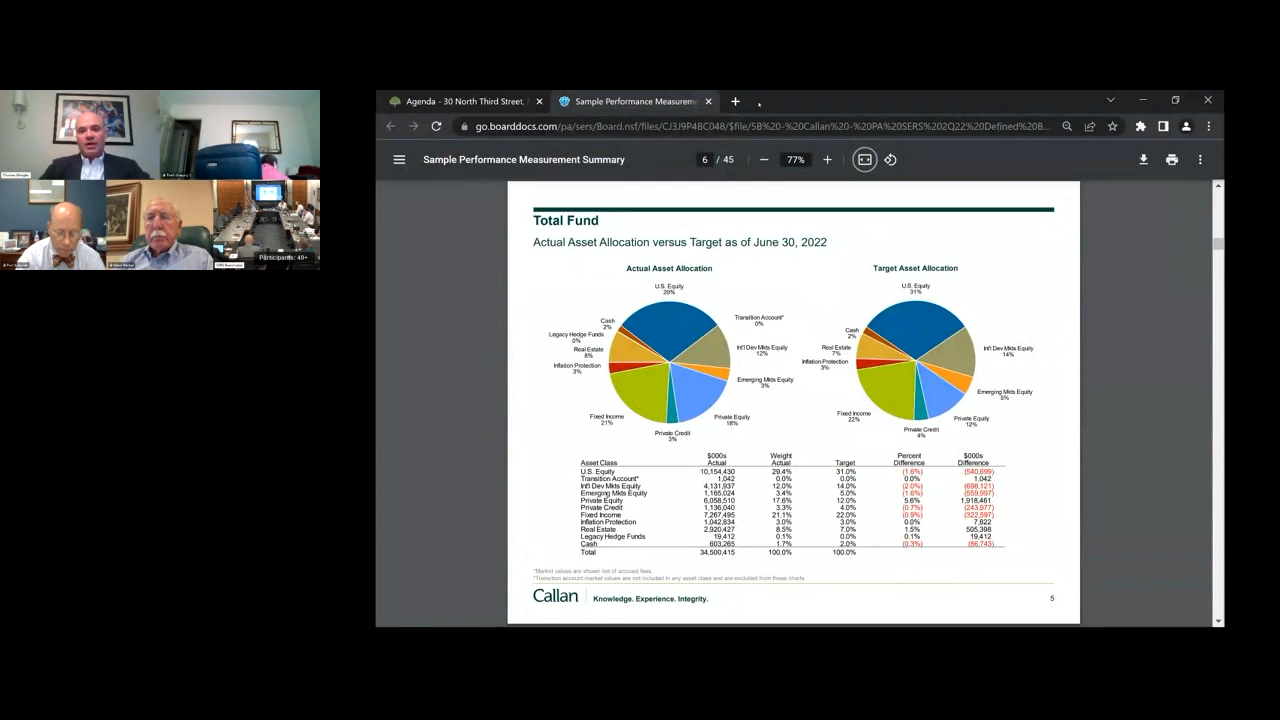 Agenda - 30 North Third Street,
Sample Performance Measurem
go.boarddocs.com/pa/sers/Board.nsf/files/CJ3J9P4BC048/$file/5B%20-%20Callan%20-%20PA%20SERS%202Q22%20Defined%20B...
Sample Performance Measurement Summary
6 / 45
77%
Participants: 40+
Total Fund
Actual Asset Allocation versus Target as of June 30, 2022
Actual Asset Allocation
U.S. Equity
29%
Transition Account*
0%
Int'l Dev Mkts Equity
12%
Emerging Mkts Equity
3%
Private Equity
18%
Private Credit
3%
Fixed Income
21%
Inflation Protection
3%
Real Estate
8%
Legacy Hedge Funds
0%
Cash
2%
Target Asset Allocation
U.S. Equity
31%
Int'l Dev Mkts Equity
14%
Emerging Mkts Equity
5%
Private Equity
12%
Private Credit
4%
Fixed Income
22%
Inflation Protection
3%
Real Estate
7%
Cash
2%
$000s Weight Percent $000s
Asset Class Actual Actual Target Difference Difference
U.S. Equity 10,154,430 29.4% 31.0% (1.6%) (540,699)
Transition Account* 1,042 0.0% 0.0% 0.0% 1,042
Int'l Dev Mkts Equity 4,131,937 12.0% 14.0% (2.0%) (698,121)
Emerging Mkts Equity 1,165,024 3.4% 5.0% (1.6%) (559,997)
Private Equity 6,058,510 17.6% 12.0% 5.6% 1,918,461
Private Credit 1,136,040 3.3% 4.0% (0.7%) (243,977)
Fixed Income 7,267,495 21.1% 22.0% (0.9%) (322,597)
Inflation Protection 1,042,834 3.0% 3.0% 0.0% 7,822
Real Estate 2,920,427 8.5% 7.0% 1.5% 505,398
Legacy Hedge Funds 19,412 0.1% 0.0% 0.1% 19,412
Cash 603,265 1.7% 2.0% (0.3%) (86,743)
Total 34,500,415 100.0% 100.0%
*Market values are shown net of accrued fees.
*Transition account market values are not included in any asset class and are excluded from these charts.
Callan Knowledge. Experience. Integrity.
5